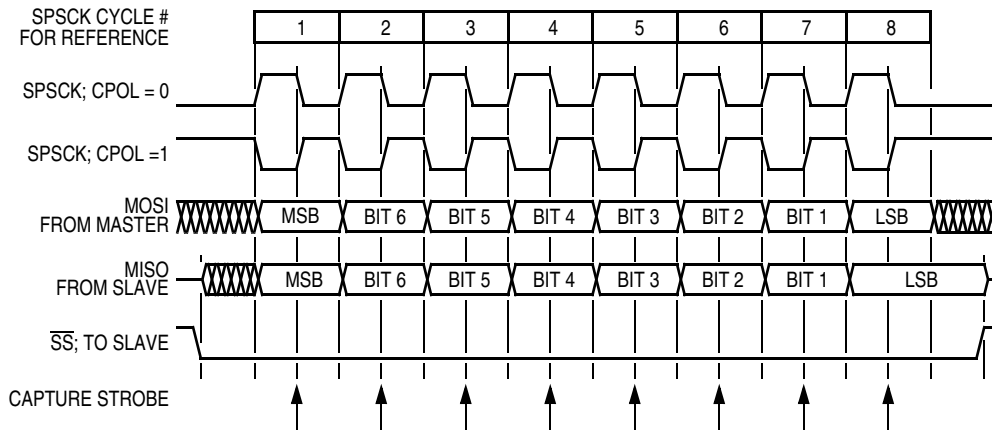 SPSCK CYCLE #
FOR REFERENCE
1 2 3 4 5 6 7 8
SPSCK; CPOL = 0
SPSCK; CPOL =1
MOSI
FROM MASTER
MSB BIT 6 BIT 5 BIT 4 BIT 3 BIT 2 BIT 1 LSB
MISO
FROM SLAVE
MSB BIT 6 BIT 5 BIT 4 BIT 3 BIT 2 BIT 1 LSB
SS; TO SLAVE
CAPTURE STROBE